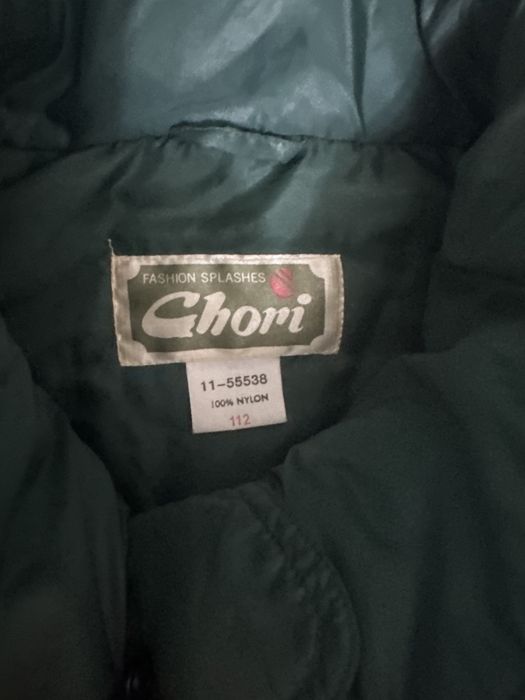 FASHION SPLASHES
Chori
11-55538
100% NYLON
112